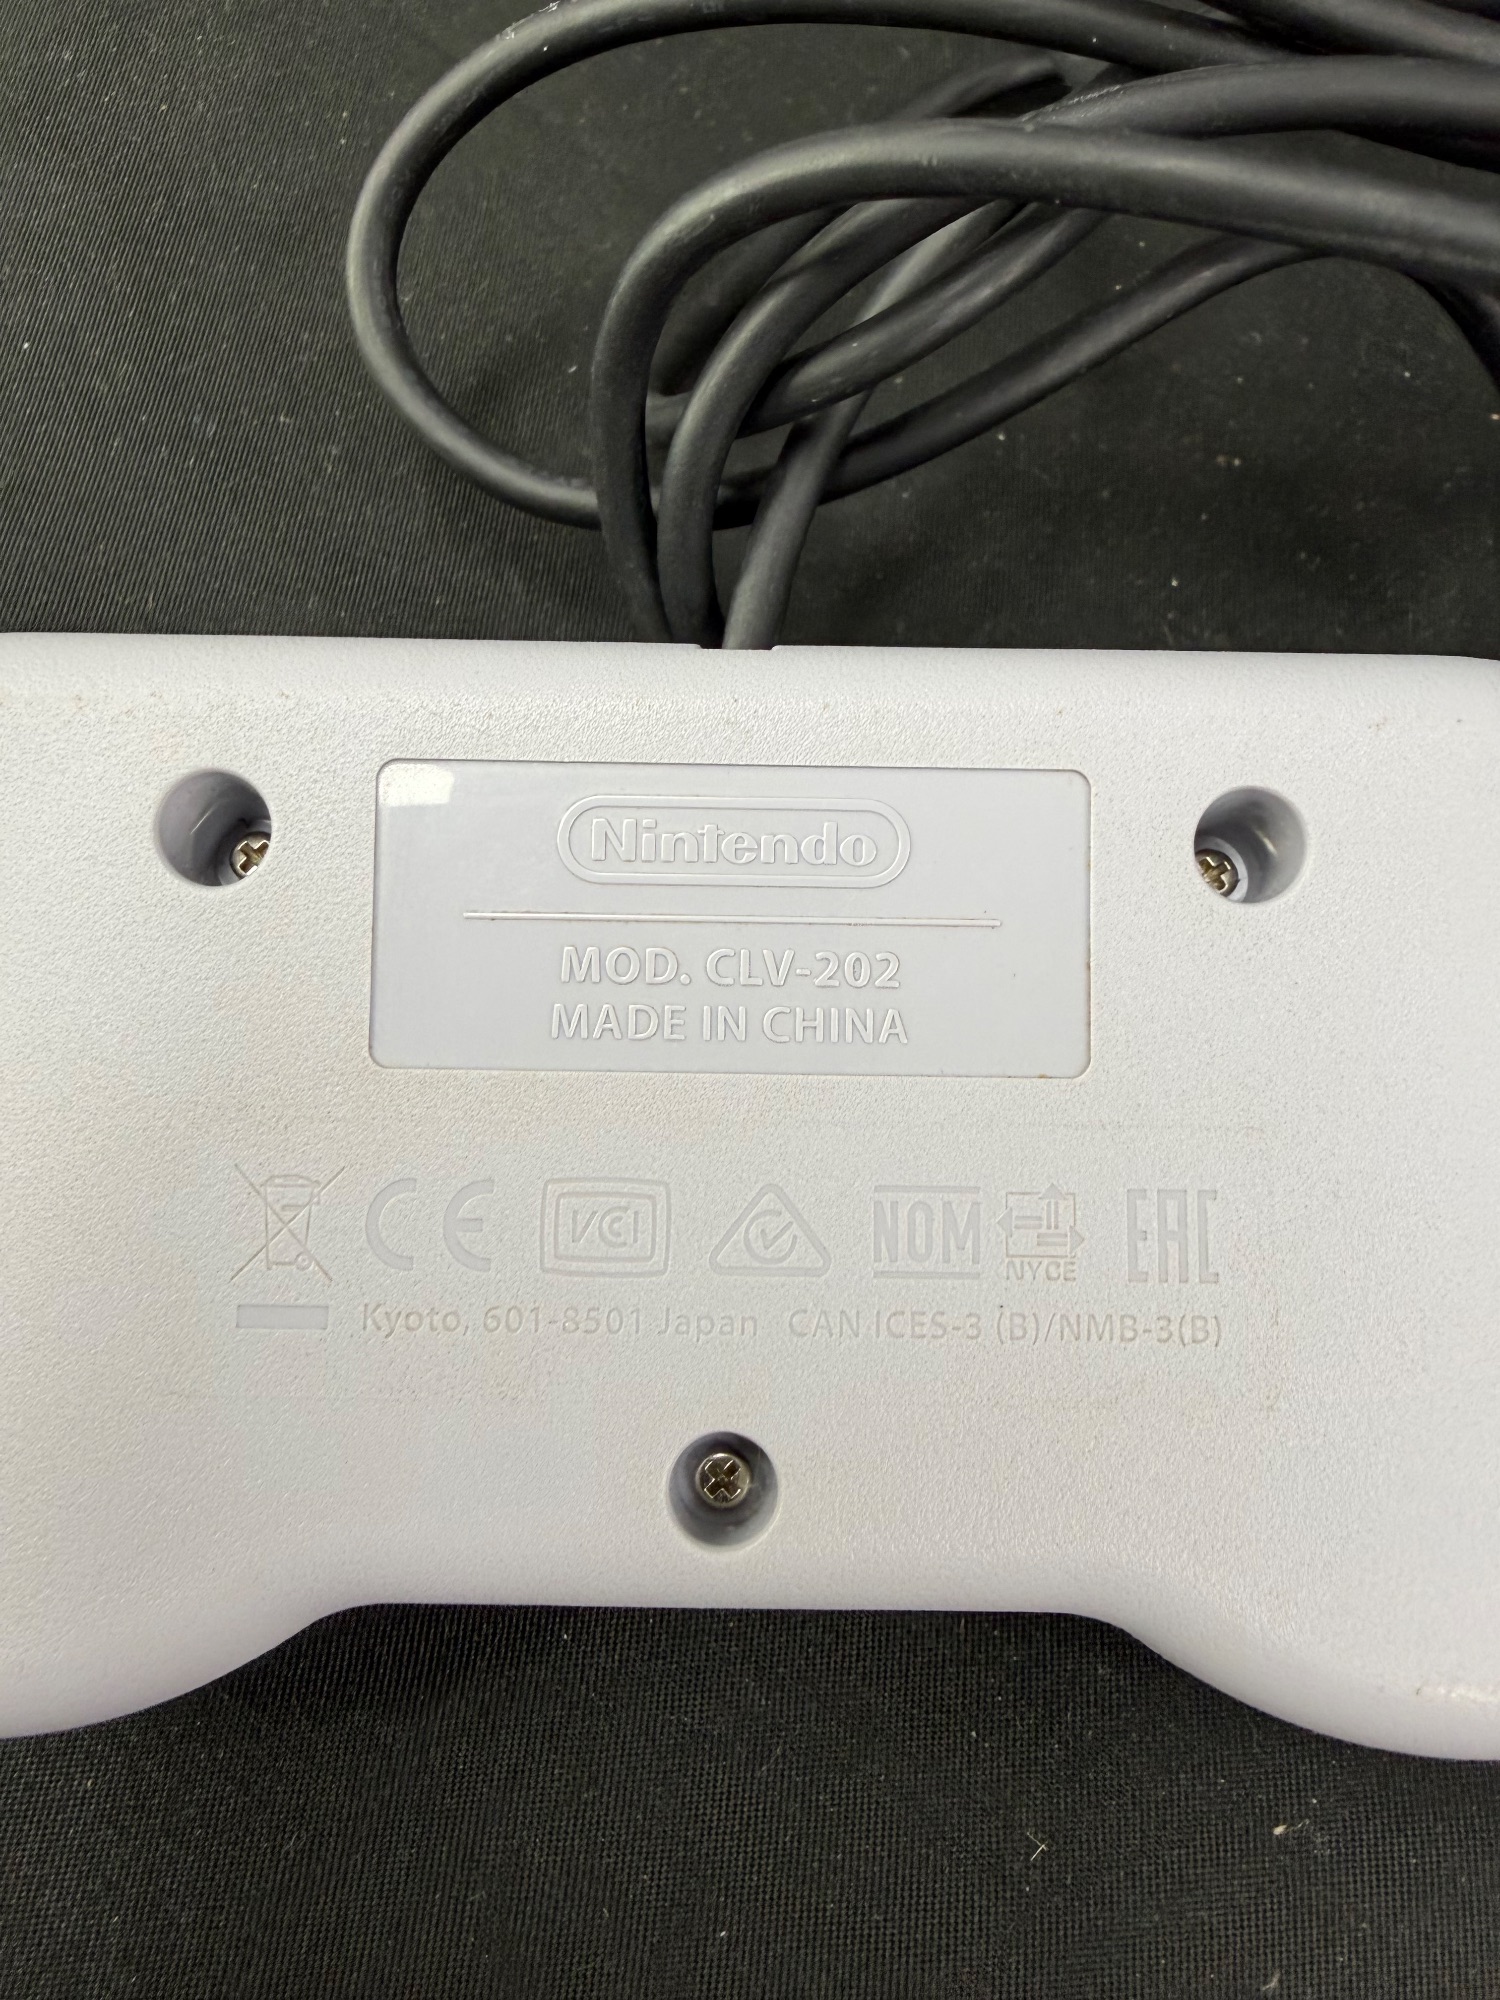 Nintendo
MOD. CLV-202
MADE IN CHINA
CE VCI NOM NYCE EAC
Kyoto, 601-8501 Japan CAN ICES-3 (B)/NMB-3(B)